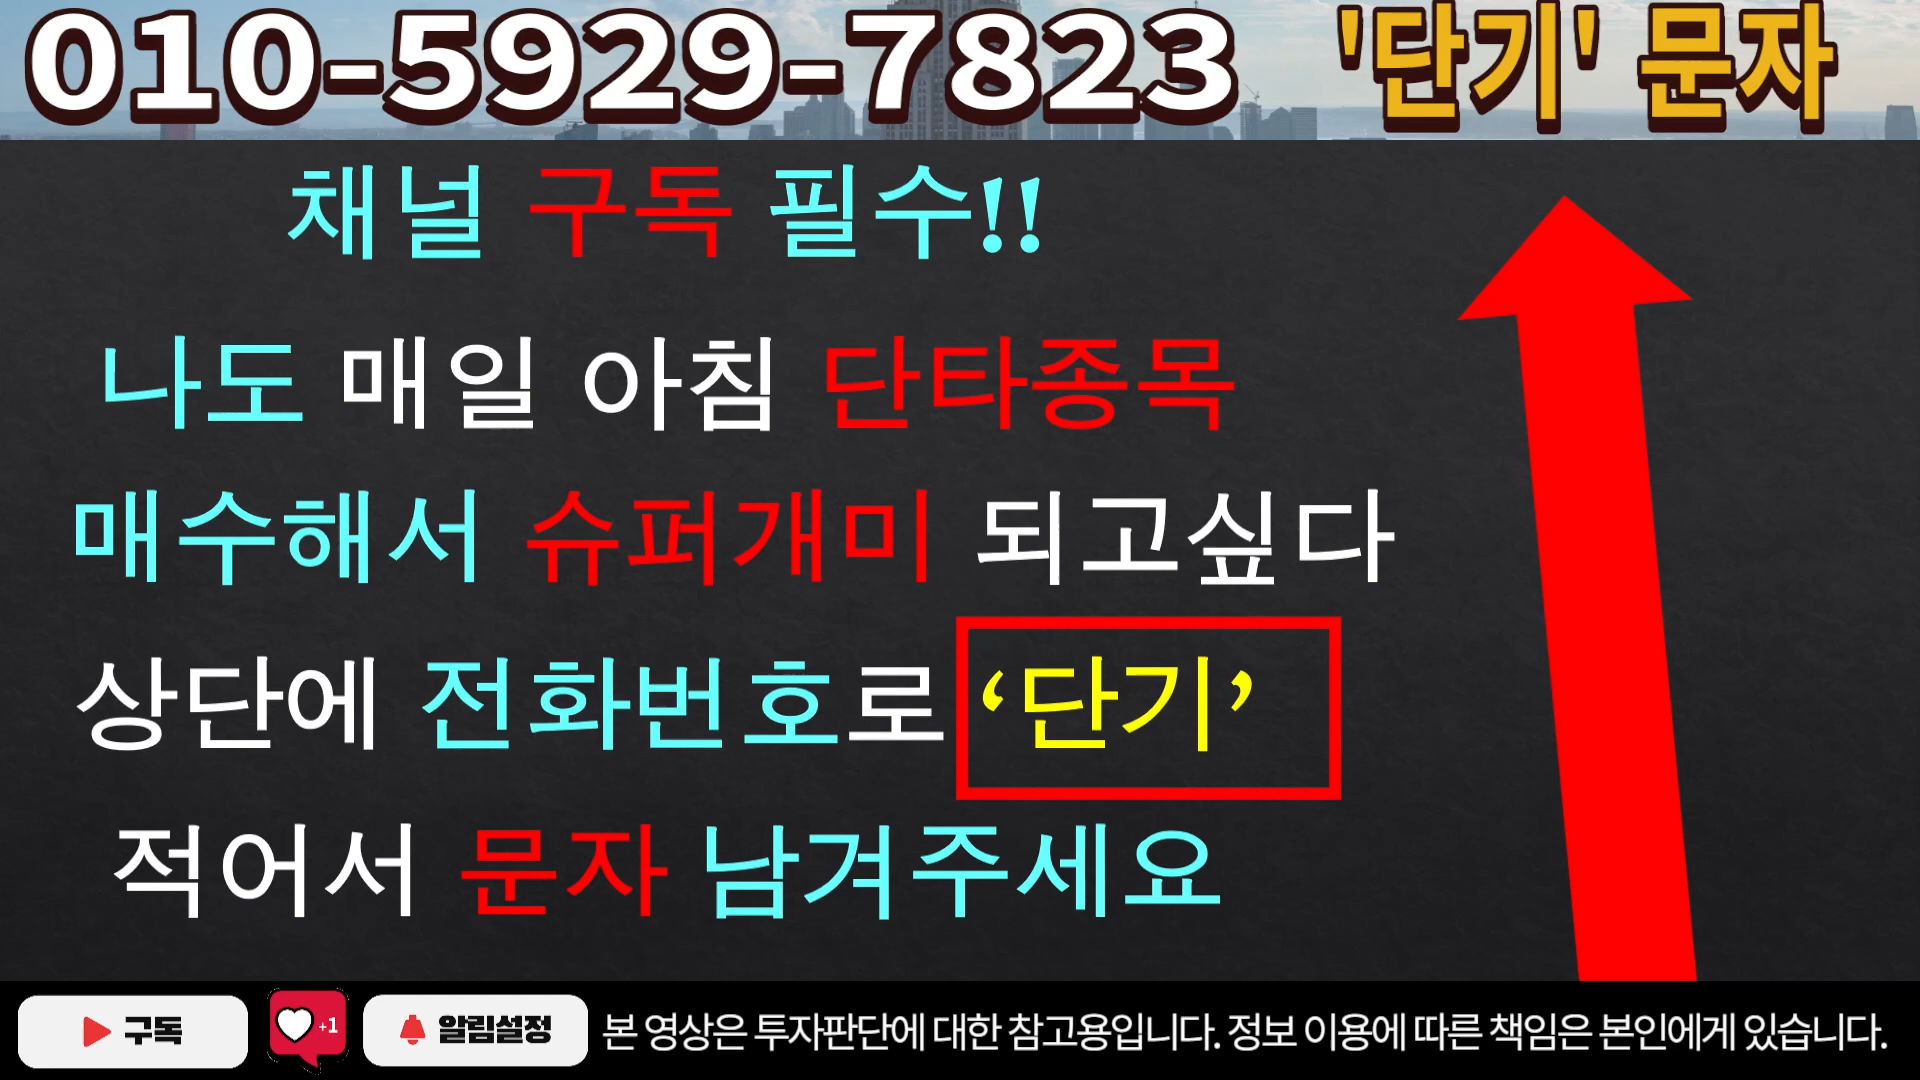 010-5929-7823 '단기' 문자
채널 구독 필수!!
나도 매일 아침 단타종목
매수해서 슈퍼개미 되고싶다
상단에 전화번호로 ‘단기’
적어서 문자 남겨주세요
구독 +1 알림설정 본 영상은 투자판단에 대한 참고용입니다. 정보 이용에 따른 책임은 본인에게 있습니다.